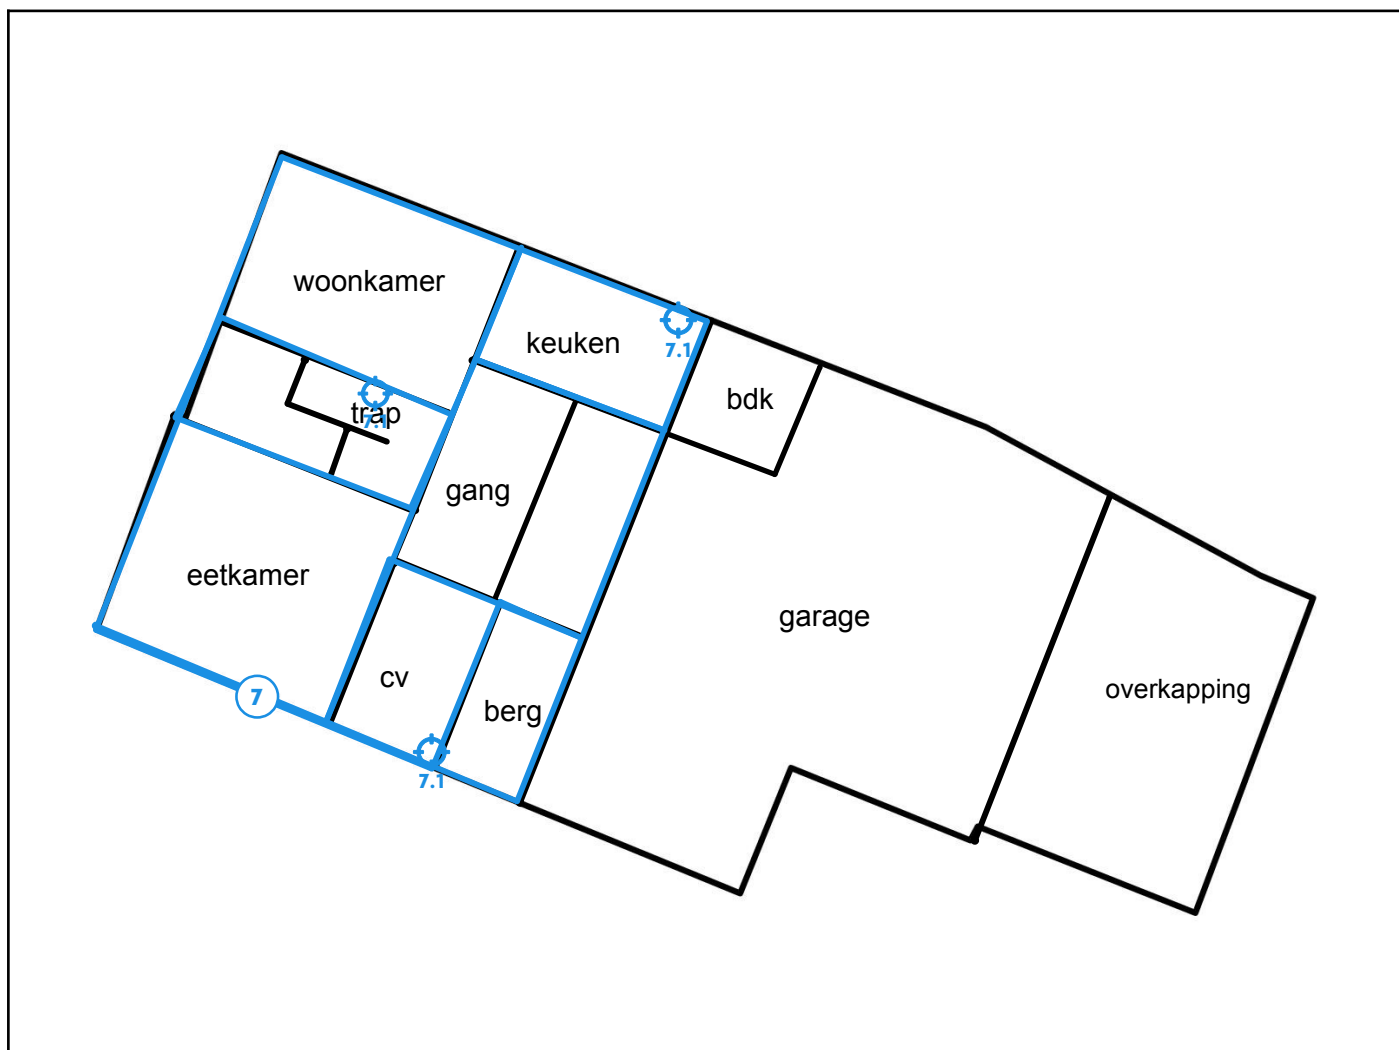 woonkamer
keuken
7.1
bdk
trap
7.1
gang
eetkamer
garage
cv
overkapping
7
berg
7.1